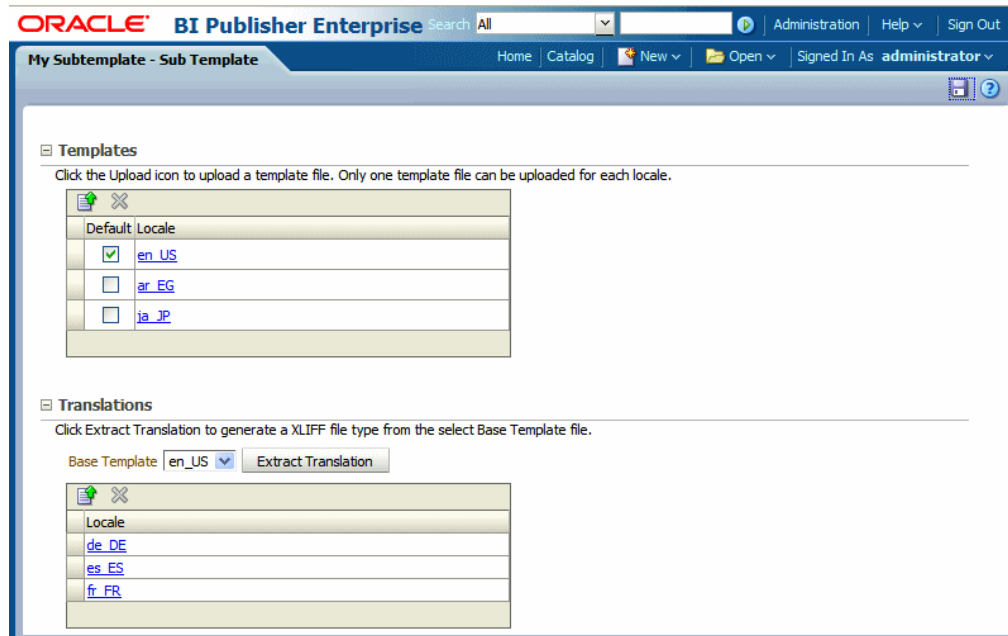 ORACLE® BI Publisher Enterprise Search All Administration Help Sign Out
My Subtemplate - Sub Template Home Catalog New Open Signed In As administrator
Templates
Click the Upload icon to upload a template file. Only one template file can be uploaded for each locale.
Default Locale
en_US
ar_EG
ja_JP
Translations
Click Extract Translation to generate a XLIFF file type from the select Base Template file.
Base Template en_US Extract Translation
Locale
de_DE
es_ES
fr_FR